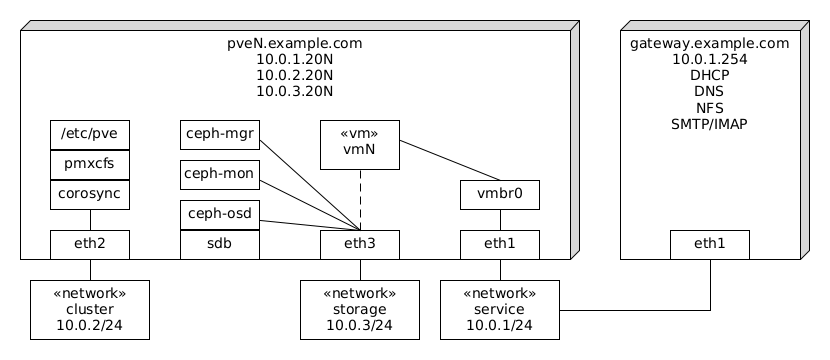 pveN.example.com
10.0.1.20N
10.0.2.20N
10.0.3.20N
/etc/pve
pmxcfs
corosync
eth2
ceph-mgr
ceph-mon
ceph-osd
sdb
«vm»
vmN
eth3
vmbr0
eth1
gateway.example.com
10.0.1.254
DHCP
DNS
NFS
SMTP/IMAP
eth1
«network»
cluster
10.0.2/24
«network»
storage
10.0.3/24
«network»
service
10.0.1/24